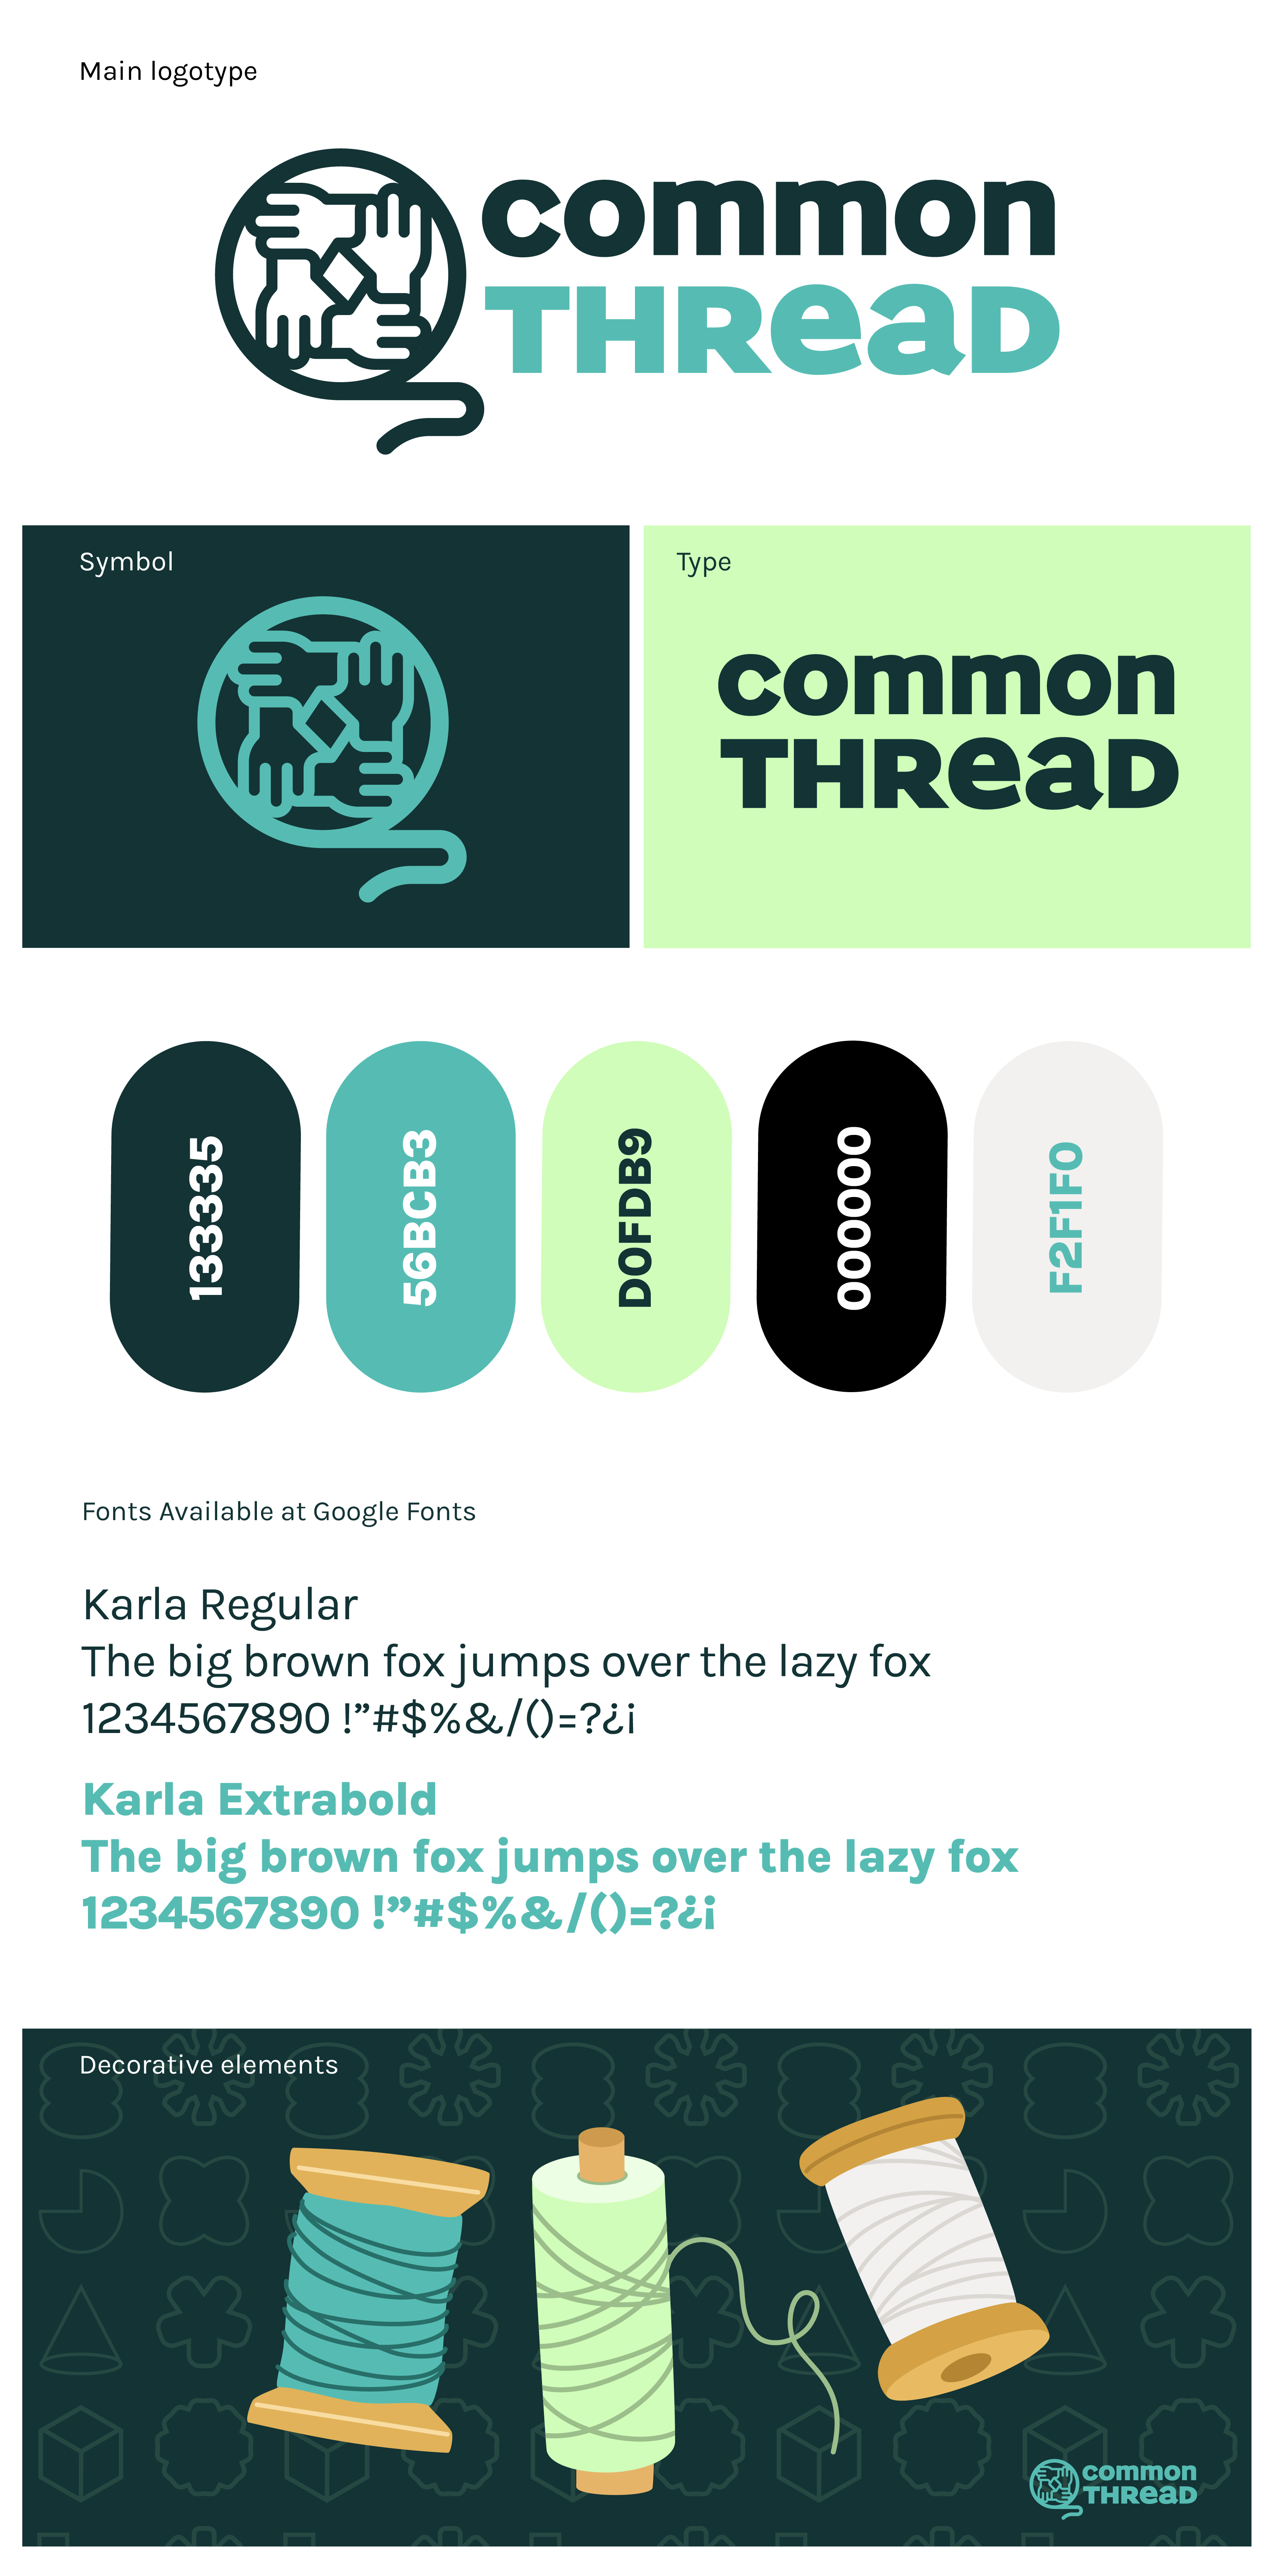 Main logotype
common
THReaD
Symbol
Type
common
THReaD
133335
56BCB3
D0FDB9
000000
F2F1F0
Fonts Available at Google Fonts
Karla Regular
The big brown fox jumps over the lazy fox
1234567890 !”#$%&/()=?¿¡
Karla Extrabold
The big brown fox jumps over the lazy fox
1234567890 !”#$%&/()=?¿¡
Decorative elements
common
THReaD